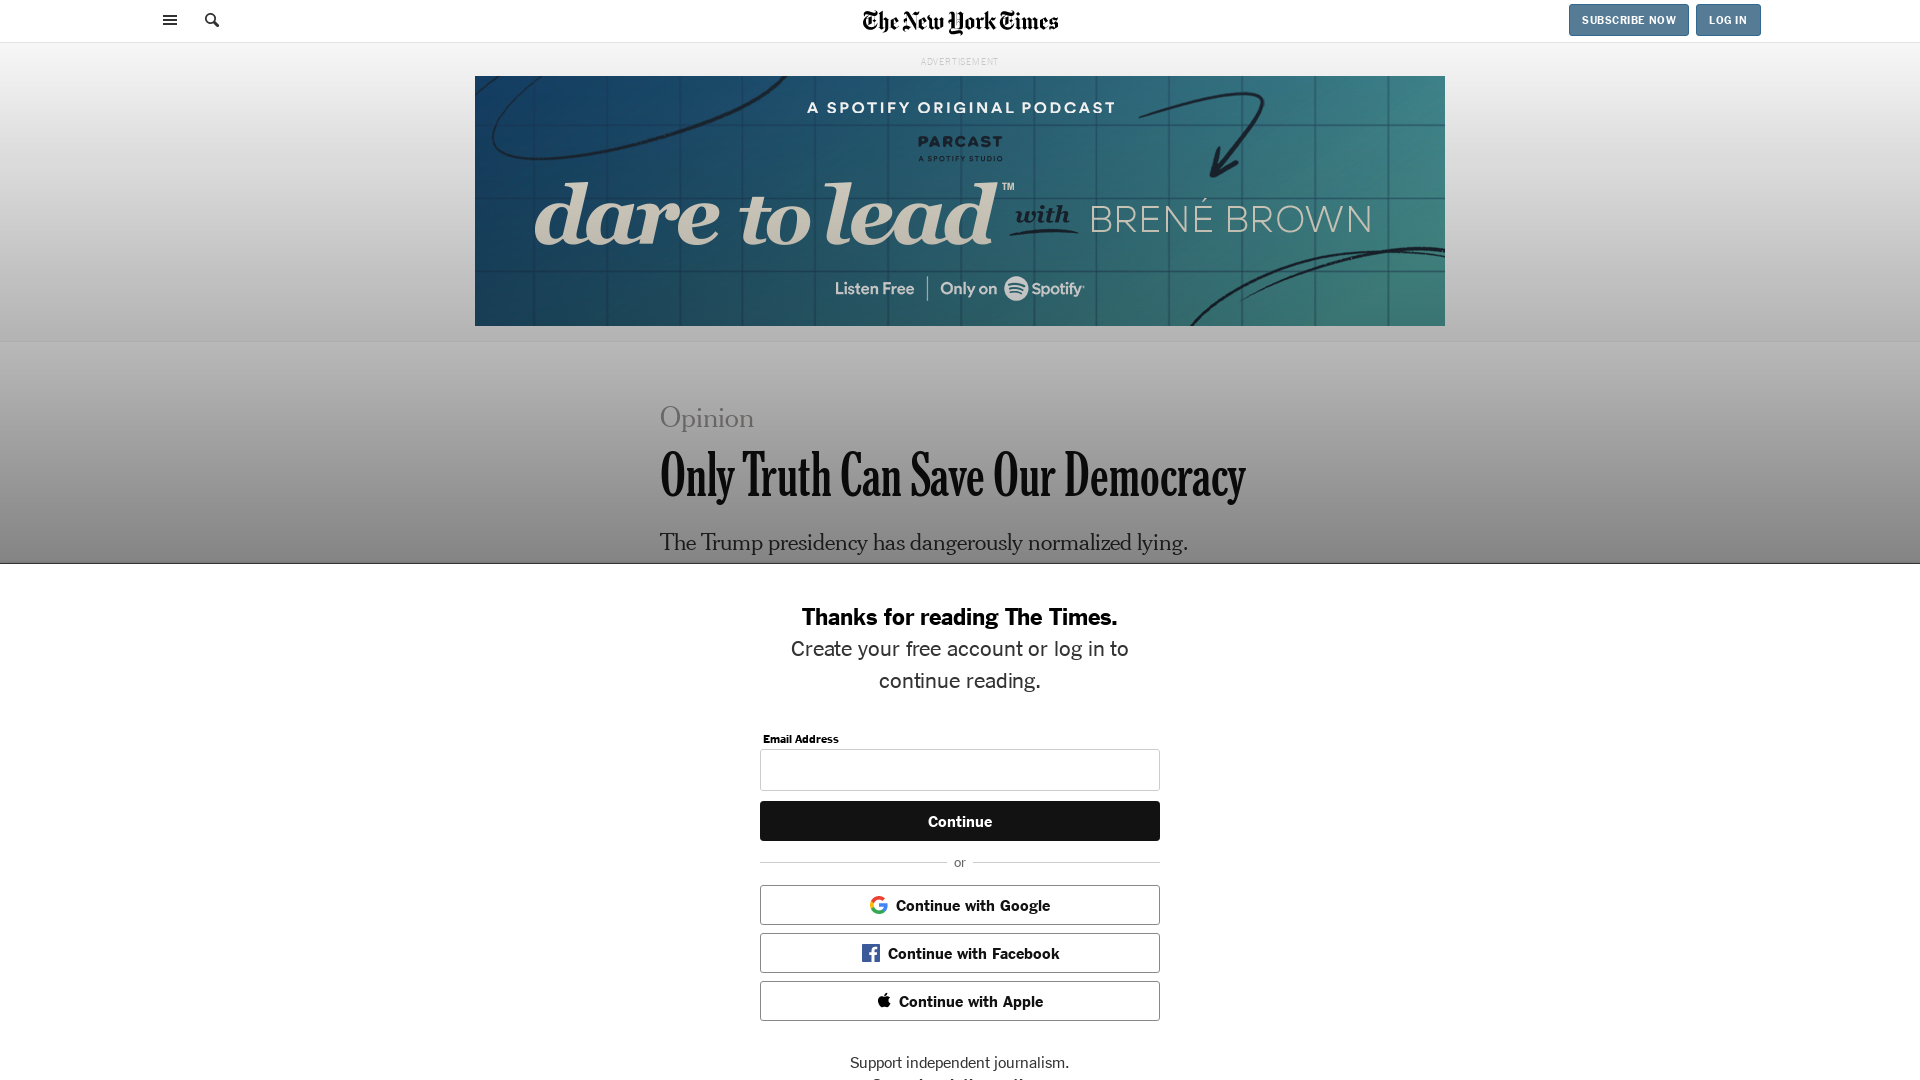 The New York Times
SUBSCRIBE NOW
LOG IN
ADVERTISEMENT
A SPOTIFY ORIGINAL PODCAST
PARCAST
A SPOTIFY STUDIO
dare to lead™ with BRENÉ BROWN
Listen Free | Only on Spotify
Opinion
Only Truth Can Save Our Democracy
The Trump presidency has dangerously normalized lying.
Thanks for reading The Times.
Create your free account or log in to
continue reading.
Email Address
Continue
or
Continue with Google
Continue with Facebook
Continue with Apple
Support independent journalism.